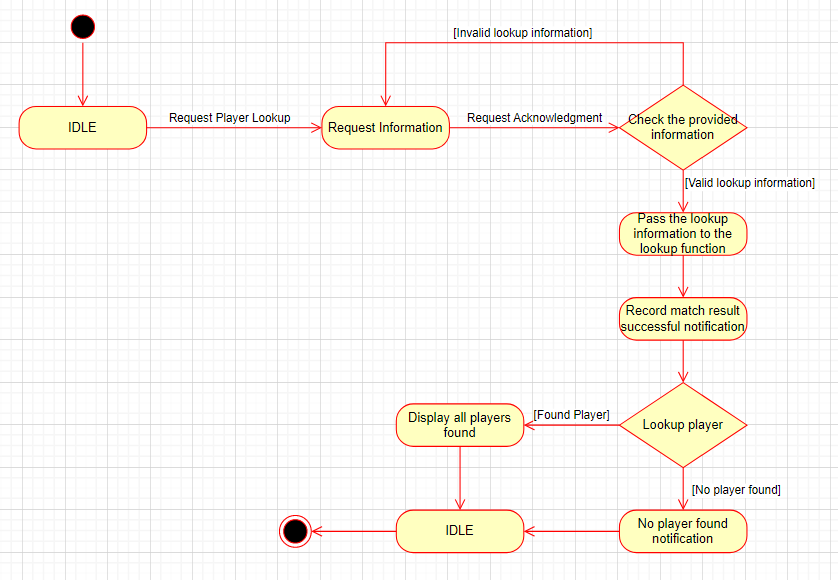 [Invalid lookup information]
IDLE
Request Player Lookup
Request Information
Request Acknowledgment
Check the provided
information
[Valid lookup information]
Pass the lookup
information to the
lookup function
Record match result
successful notification
Lookup player
[Found Player]
Display all players
found
[No player found]
No player found
notification
IDLE